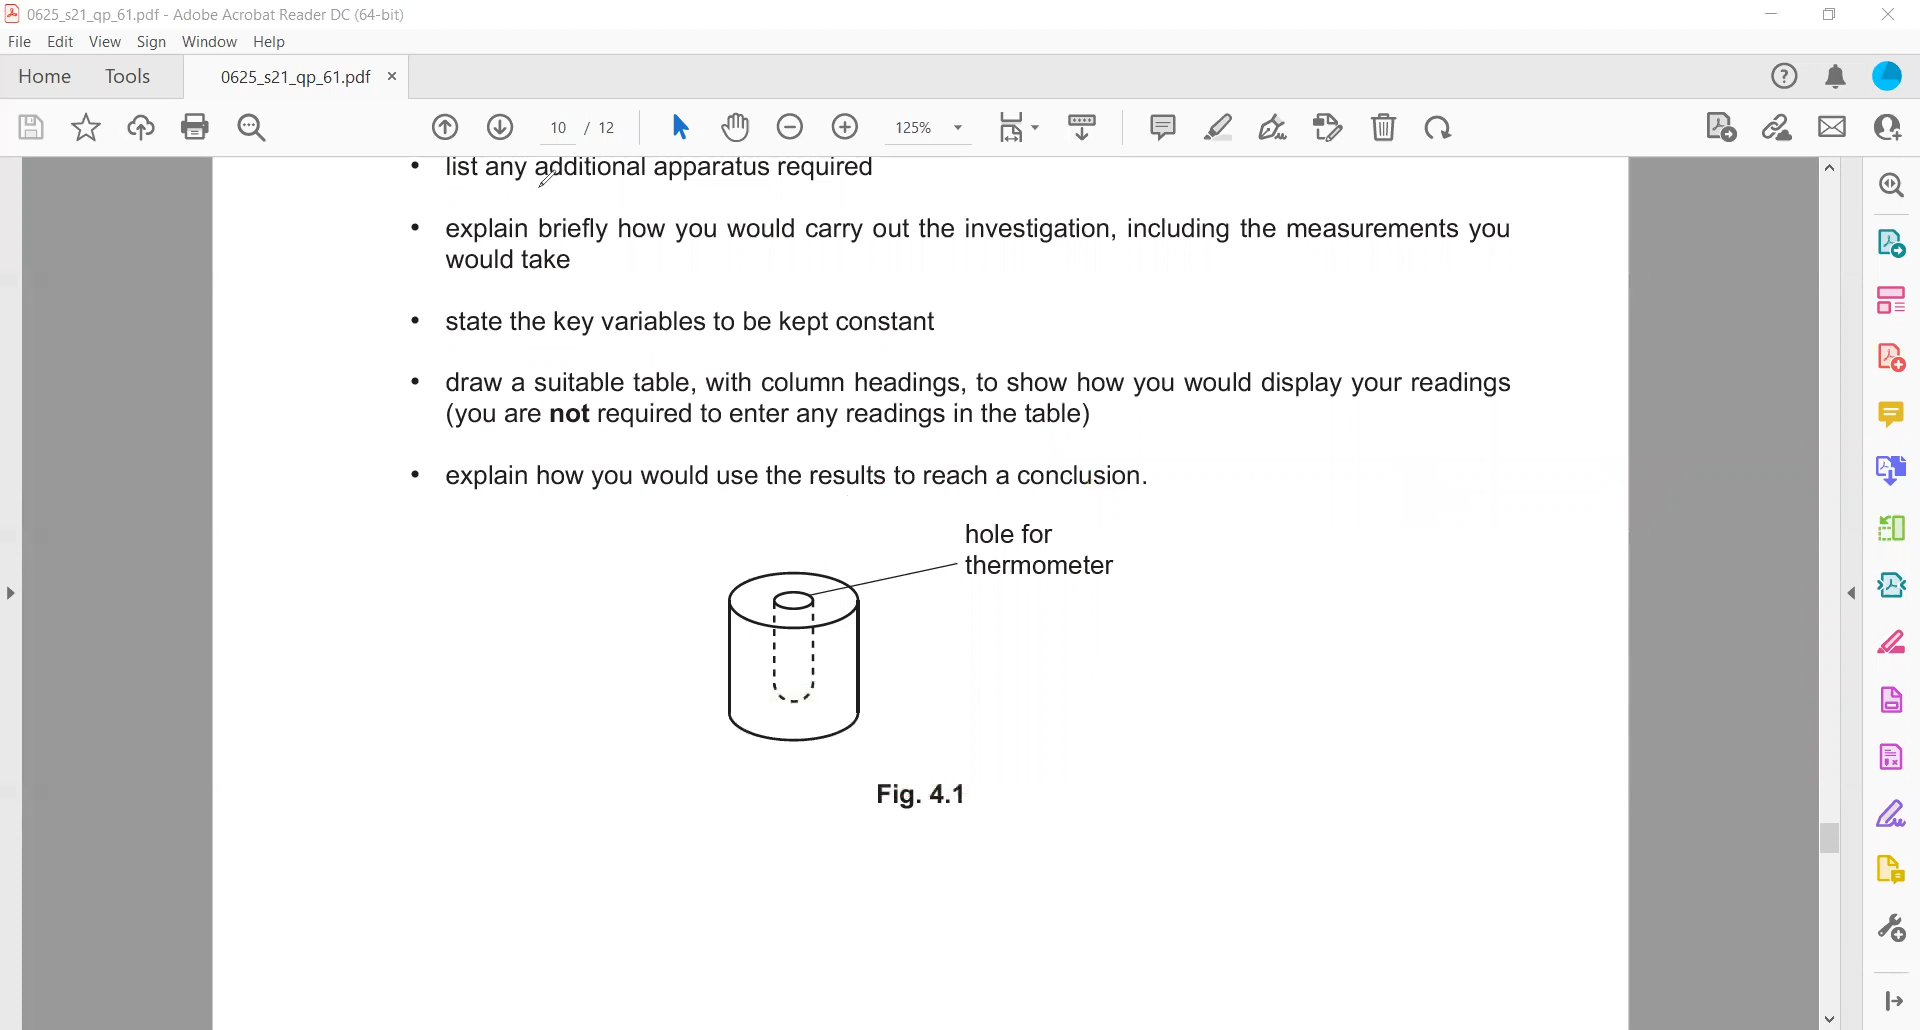 0625_s21_qp_61.pdf - Adobe Acrobat Reader DC (64-bit)
File Edit View Sign Window Help
Home Tools 0625_s21_qp_61.pdf ×
10 / 12 125%
• list any additional apparatus required
• explain briefly how you would carry out the investigation, including the measurements you
would take
• state the key variables to be kept constant
• draw a suitable table, with column headings, to show how you would display your readings
(you are not required to enter any readings in the table)
• explain how you would use the results to reach a conclusion.
hole for
thermometer
Fig. 4.1